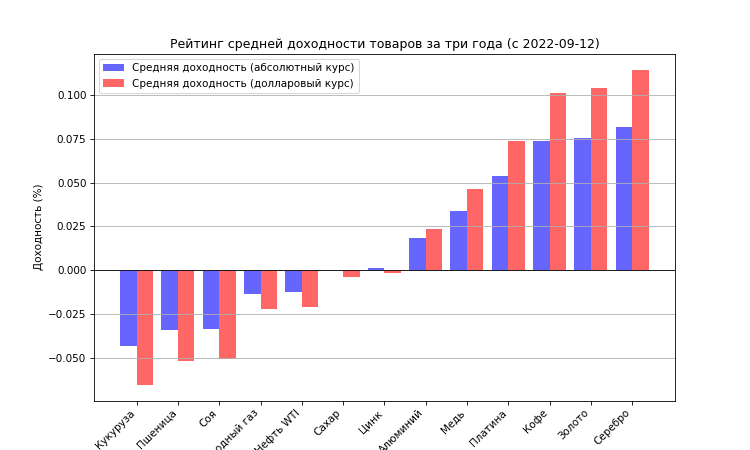 Рейтинг средней доходности товаров за три года (с 2022-09-12)
Средняя доходность (абсолютный курс)
Средняя доходность (долларовый курс)
Доходность (%)
0.100
0.075
0.050
0.025
0.000
−0.025
−0.050
Кукуруза
Пшеница
Соя
газ
Нефть WTI
Сахар
Цинк
Алюминий
Медь
Платина
Кофе
Золото
Серебро